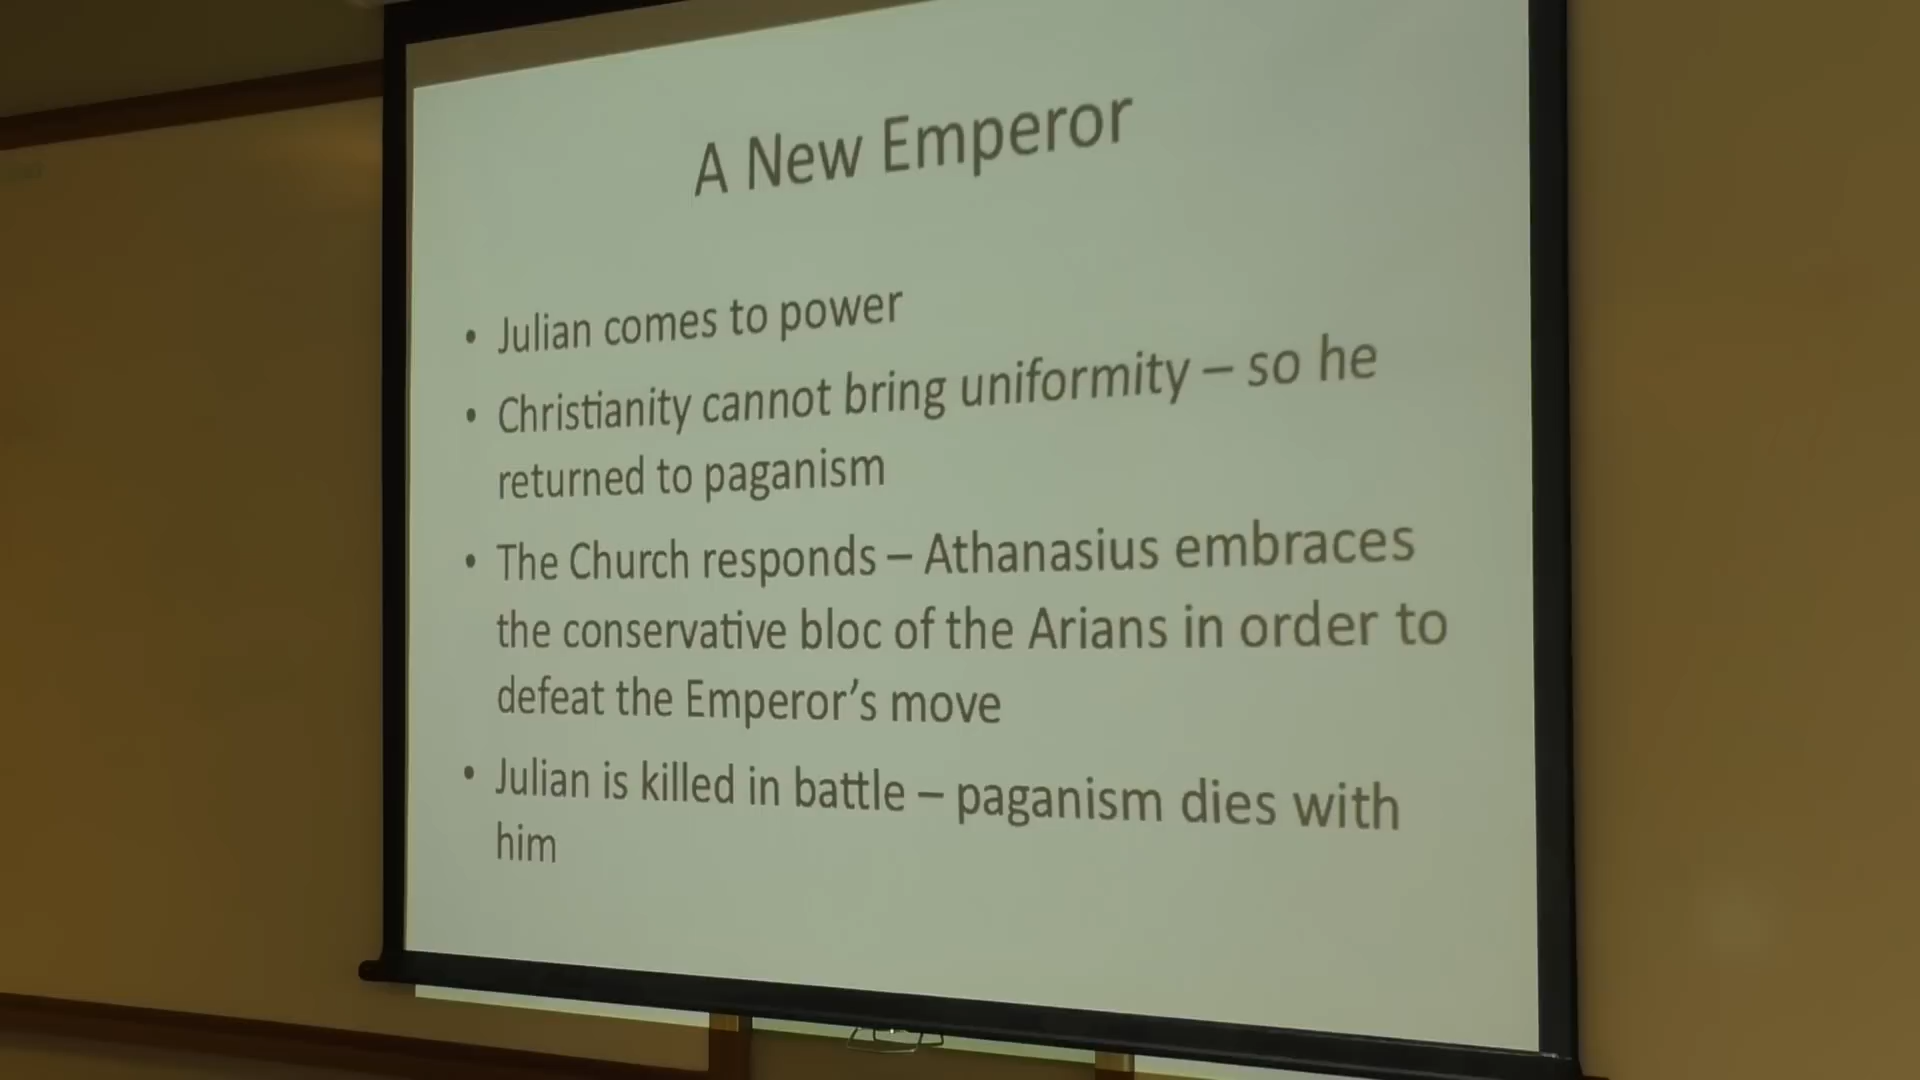 A New Emperor
• Julian comes to power
• Christianity cannot bring uniformity – so he
returned to paganism
• The Church responds – Athanasius embraces
the conservative bloc of the Arians in order to
defeat the Emperor's move
• Julian is killed in battle – paganism dies with
him